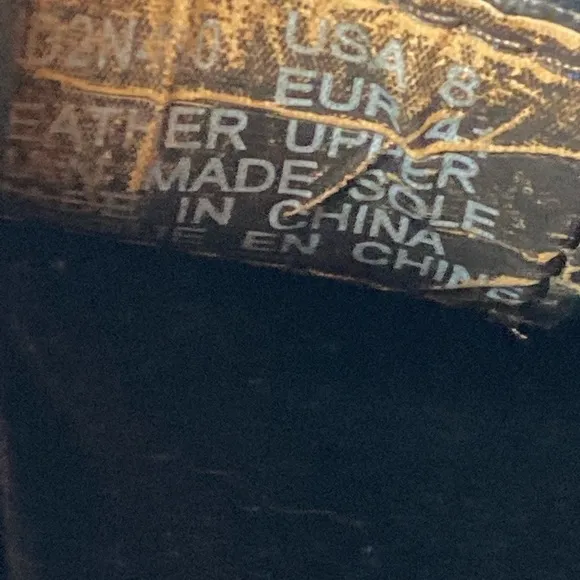 USA 8
EUR
EATHER UPPER
MADE SOLE
IN CHINA
EN CHINE